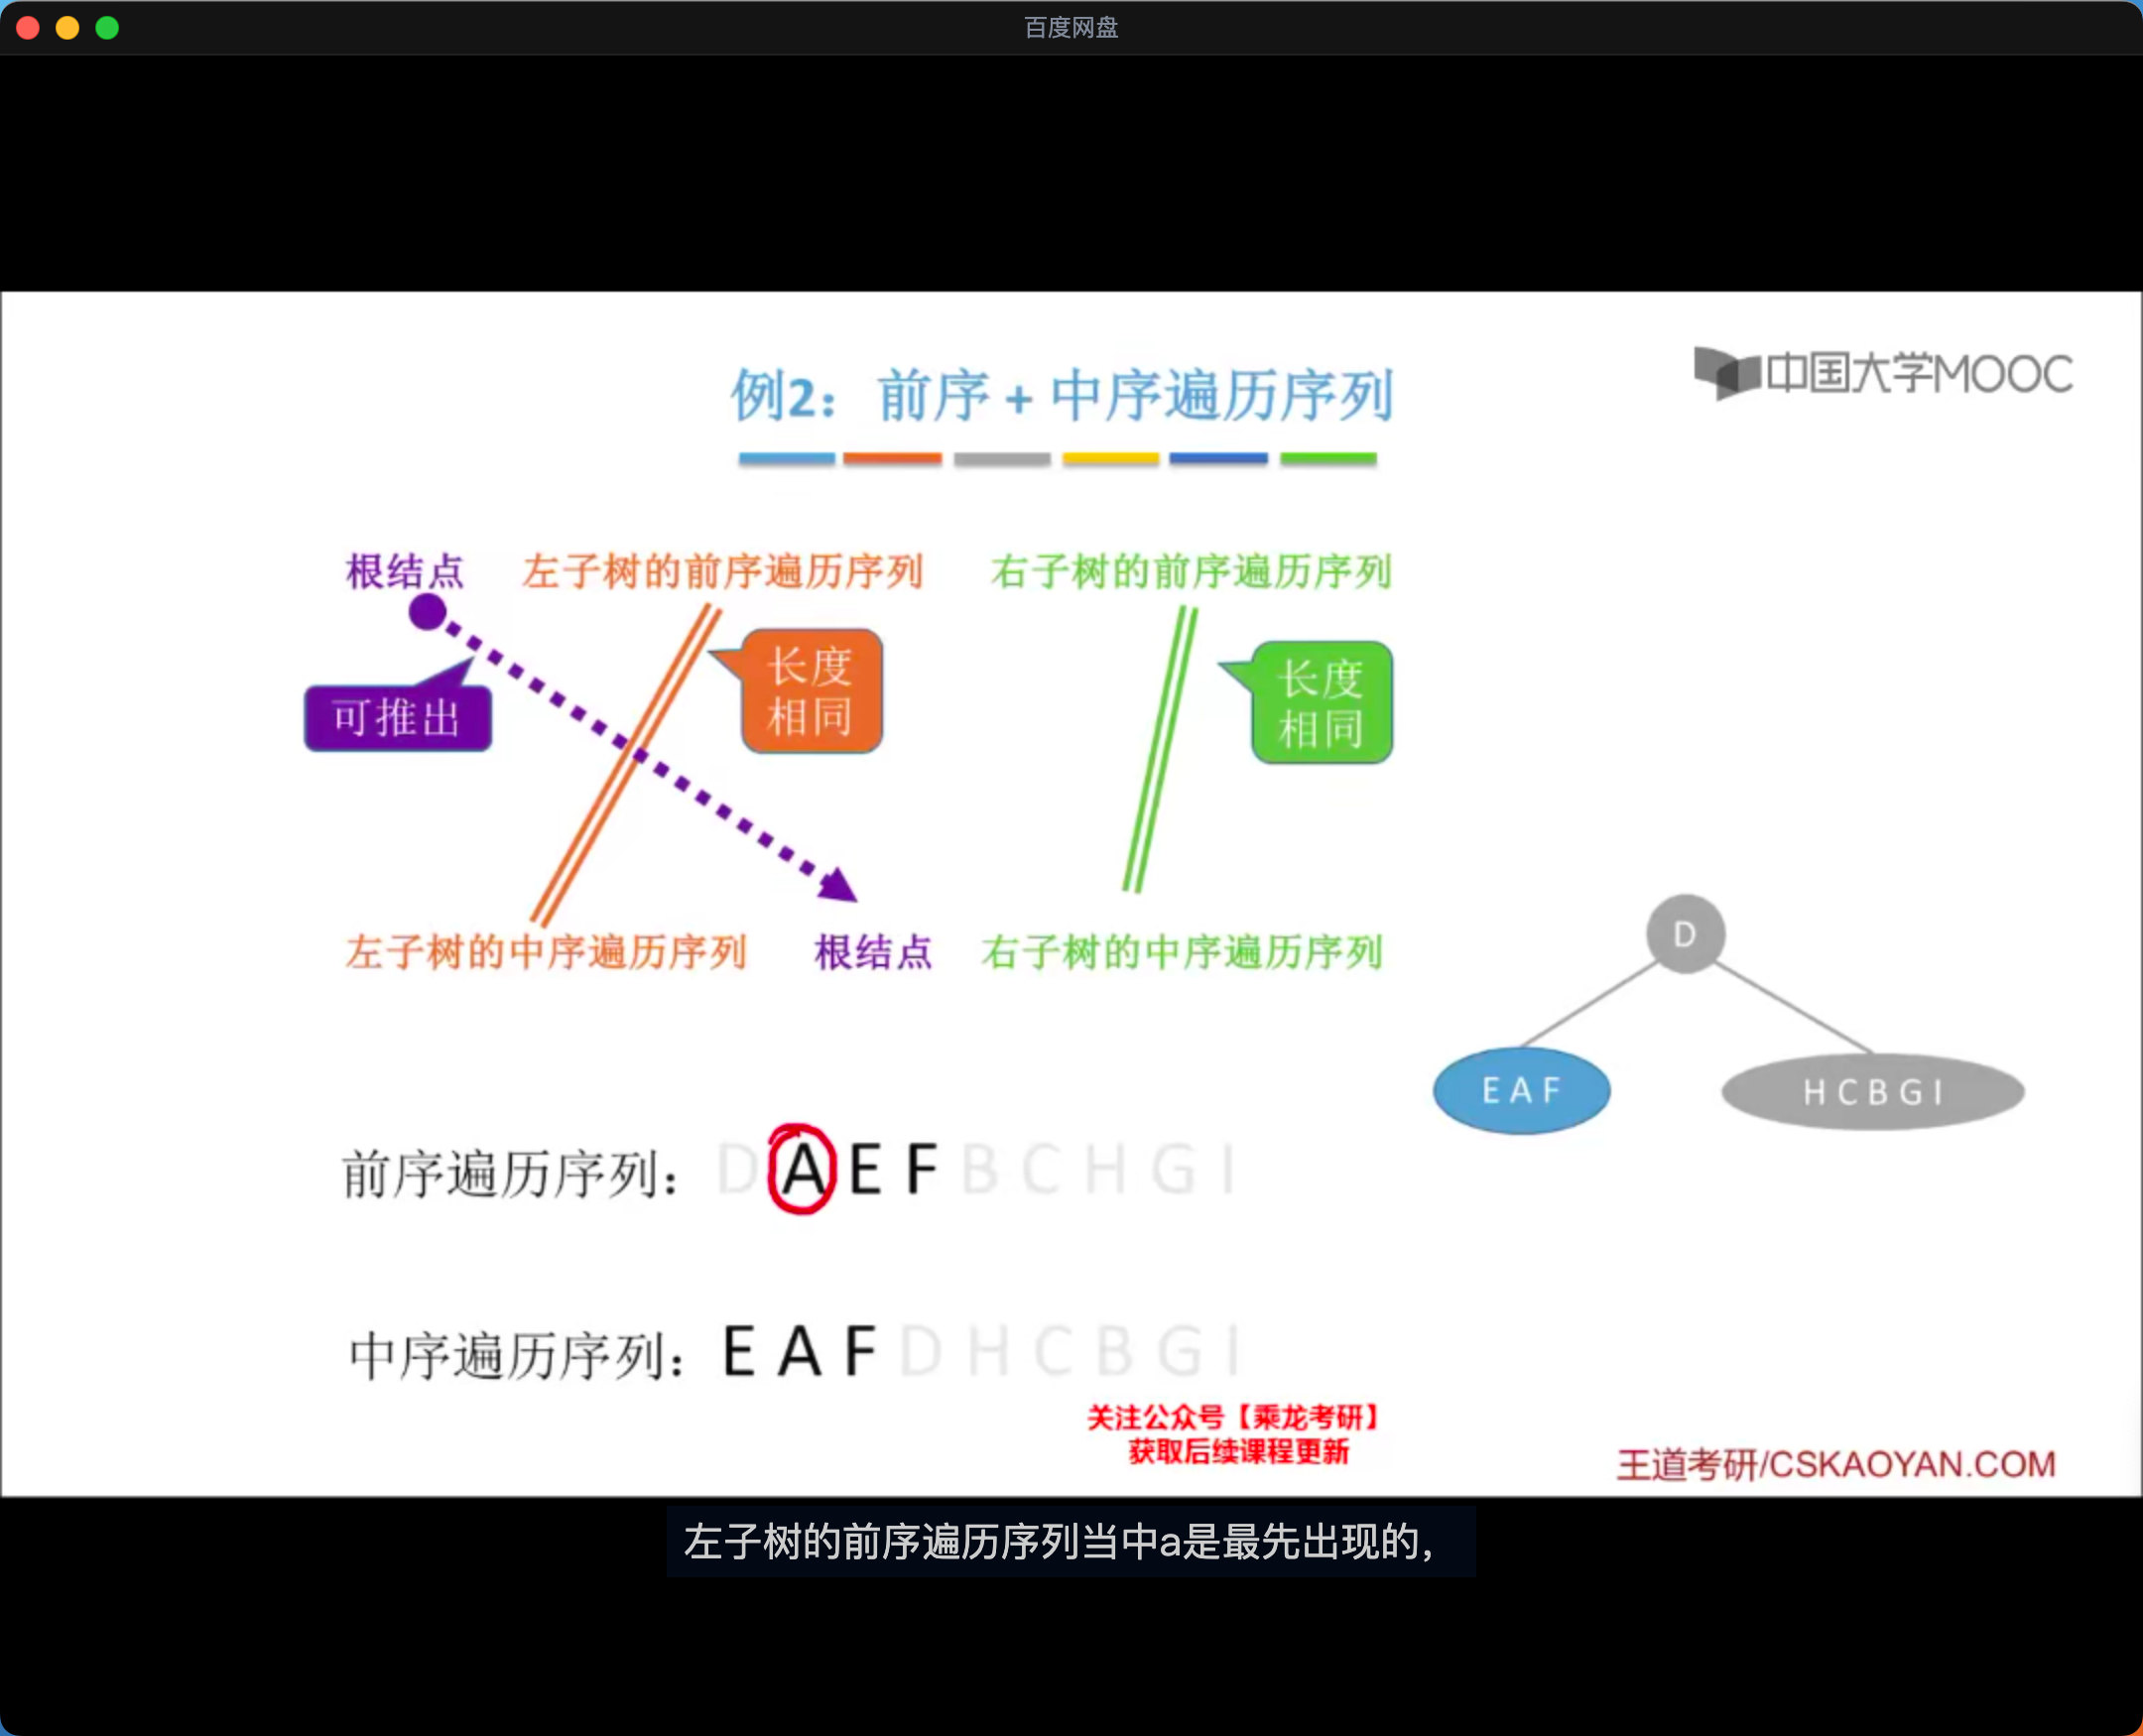 百度网盘
例2：前序 + 中序遍历序列
中国大学MOOC
根结点 左子树的前序遍历序列 右子树的前序遍历序列
长度
相同
长度
相同
可推出
左子树的中序遍历序列 根结点 右子树的中序遍历序列
D
E A F
H C B G I
前序遍历序列：D A E F B C H G I
中序遍历序列：E A F D H C B G I
关注公众号【乘龙考研】
获取后续课程更新
王道考研/CSKAOYAN.COM
左子树的前序遍历序列当中a是最先出现的，